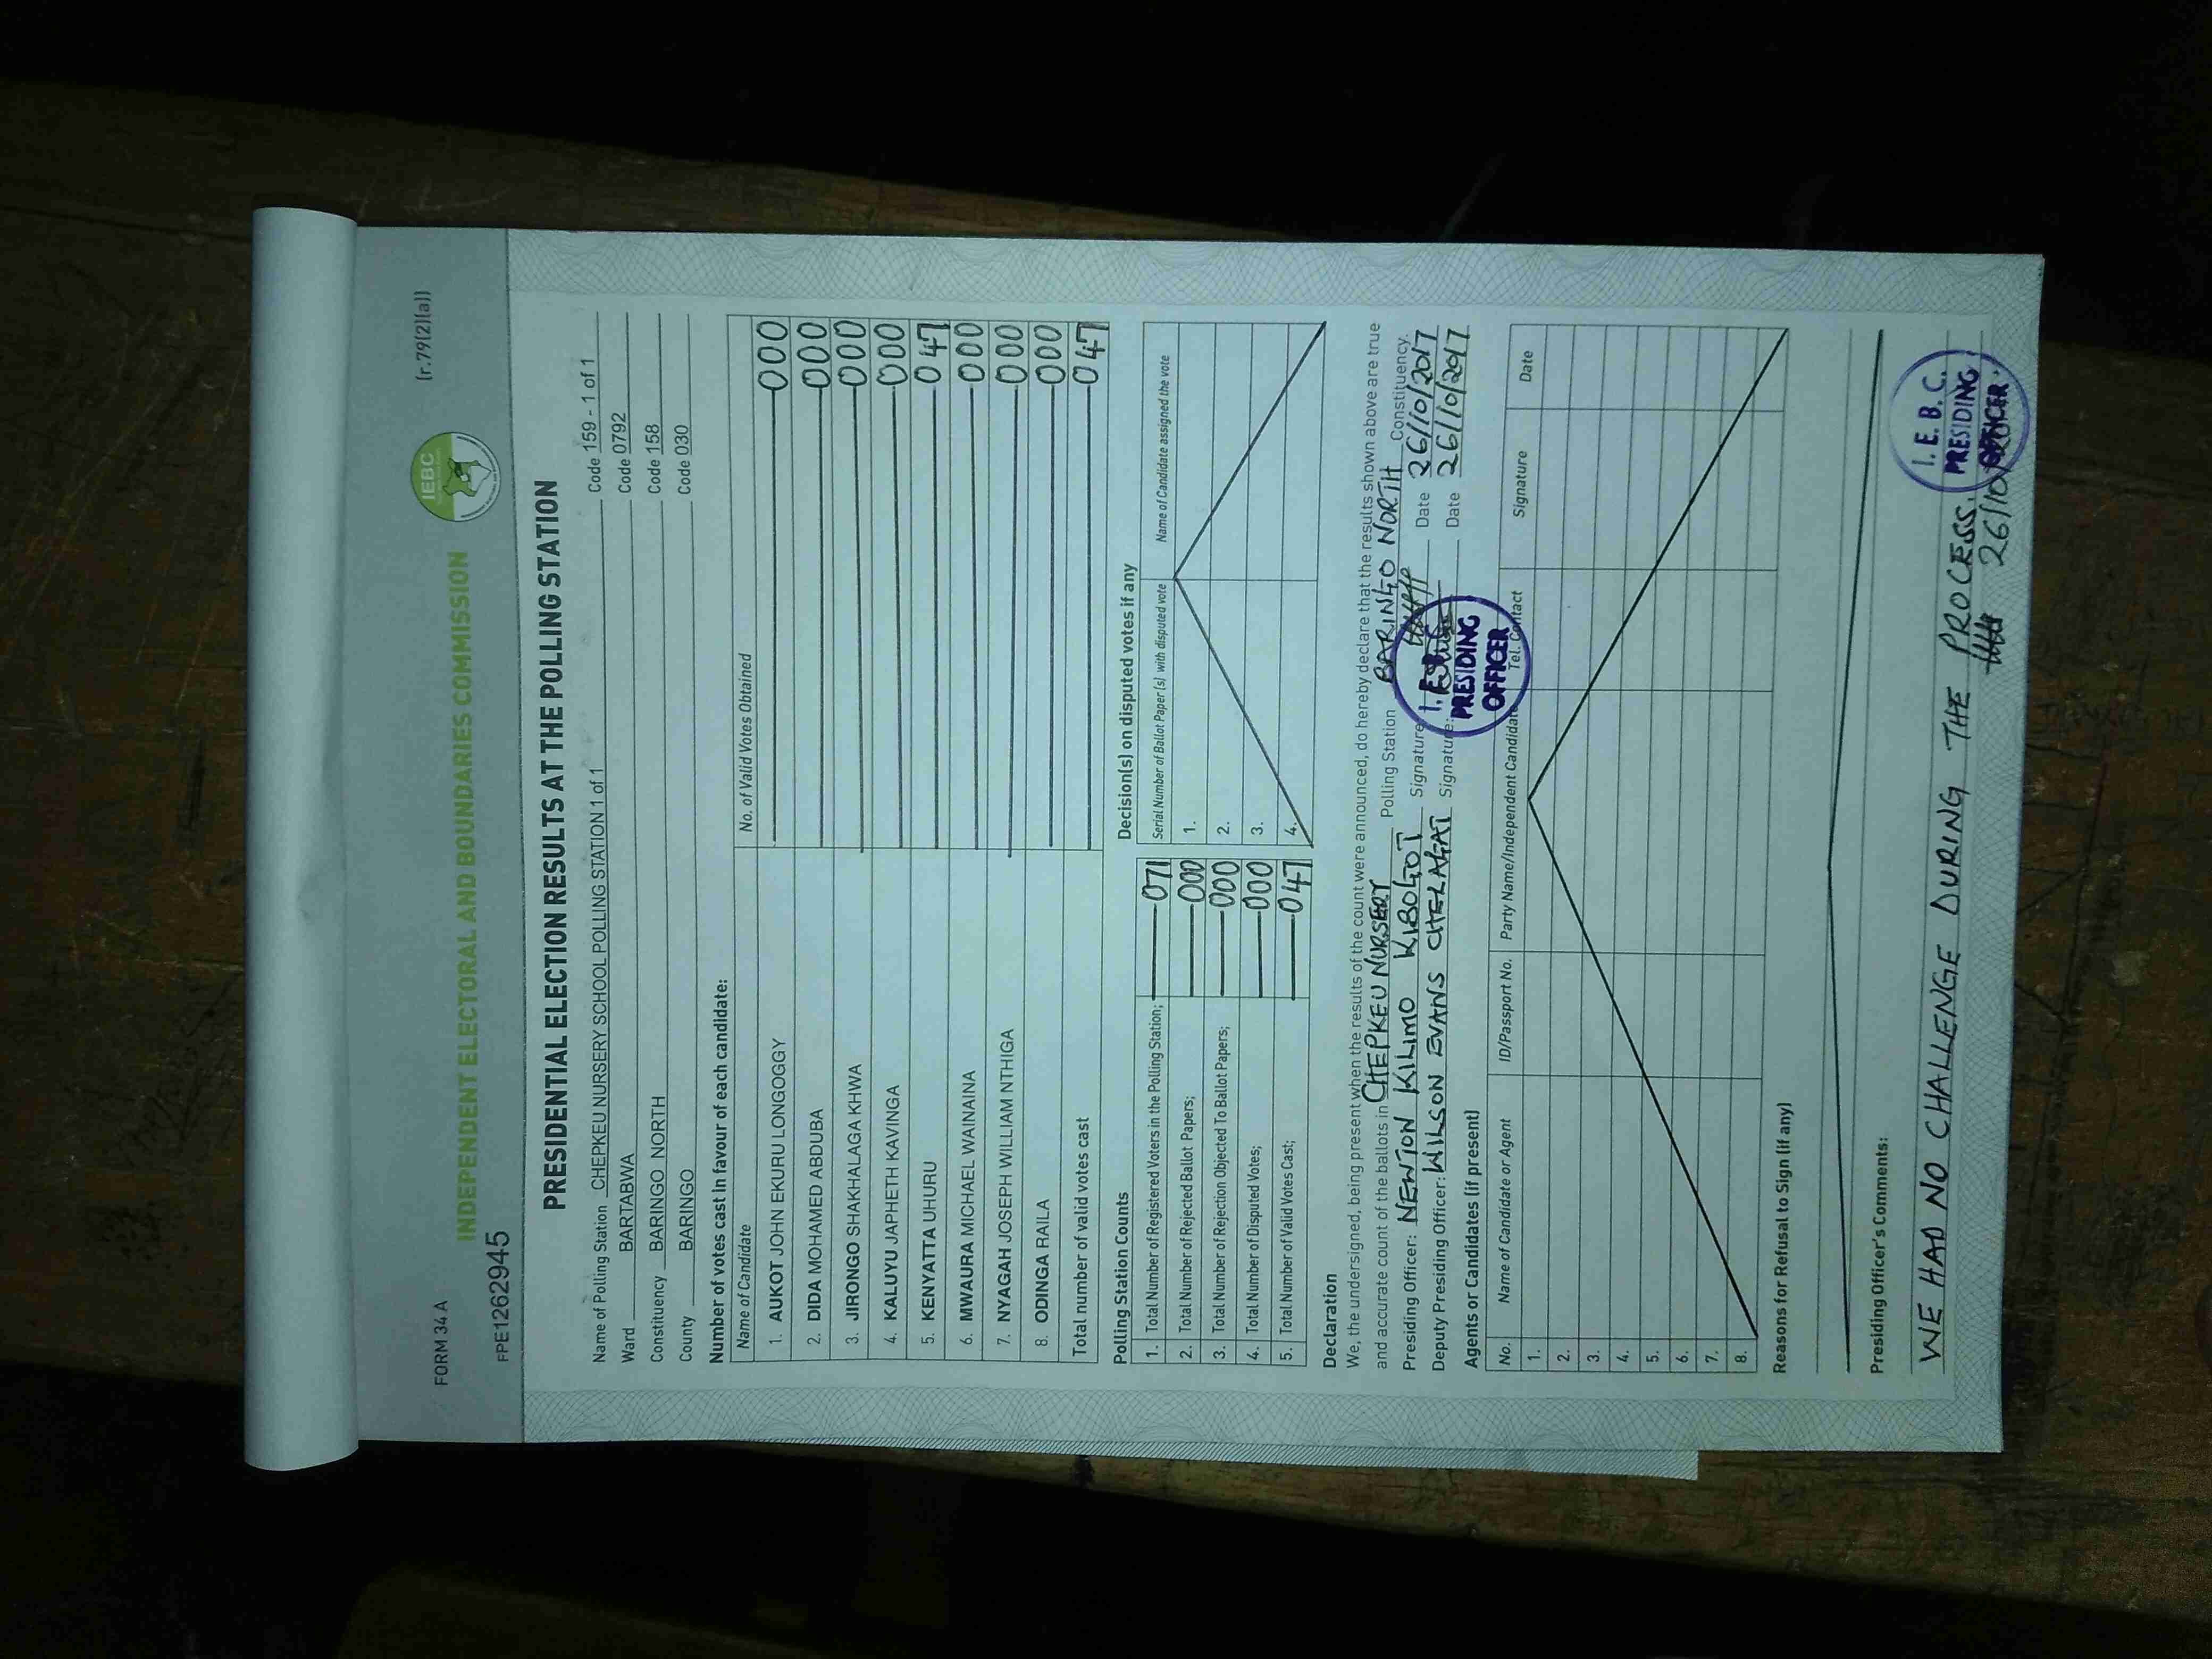 FORM 34 A
(r.79(2)(a))
IEBC
INDEPENDENT ELECTORAL AND BOUNDARIES COMMISSION
FPE12662945
PRESIDENTIAL ELECTION RESULTS AT THE POLLING STATION
Name of Polling Station CHEPKEU NURSERY SCHOOL POLLING STATION 1 of 1 Code 159 - 1 of 1
Ward BARTABWA Code 0792
Constituency BARINGO NORTH Code 158
County BARINGO Code 030
Number of votes cast in favour of each candidate:
Name of Candidate No. of Valid Votes Obtained
1. AUKOT JOHN EKURU LONGOGGY 000
2. DIDA MOHAMED ABDUBA 000
3. JIRONGO SHAKHALAGA KHWA 000
4. KALUYU JAPHETH KAVINGA 000
5. KENYATTA UHURU 047
6. MWAURA MICHAEL WAINAINA 000
7. NYAGAH JOSEPH WILLIAM NTHIGA 000
8. ODINGA RAILA 000
Total number of valid votes cast 047
Polling Station Counts
1. Total Number of Registered Voters in the Polling Station; 071
2. Total Number of Rejected Ballot Papers; 000
3. Total Number of Rejection Objected To Ballot Papers; 000
4. Total Number of Disputed Votes; 000
5. Total Number of Valid Votes Cast; 047
Decision(s) on disputed votes if any
Serial Number of Ballot Paper(s) with disputed vote Name of Candidate assigned the vote
1.
2.
3.
4.
Declaration
We, the undersigned, being present when the results of the count were announced, do hereby declare that the results shown above are true
and accurate count of the ballots in CHEPKEU NURSERY Polling Station BARINGO NORTH Constituency.
Presiding Officer: NEWTON KILIMO KIBOGOT Signature: Date 26/10/2017
Deputy Presiding Officer: WILSON EVANS CHELAGAT Signature: Date 26/10/2017
PRESIDING
OFFICER
Agents or Candidates (if present)
No. Name of Candidate or Agent ID/Passport No. Party Name/Independent Candidate Tel. Contact Signature Date
1.
2.
3.
4.
5.
6.
7.
8.
Reasons for Refusal to Sign (if any)
Presiding Officer's Comments:
WE HAD NO CHALLENGE DURING THE PROCESS.
I. E. B. C.
PRESIDING
OFFICER